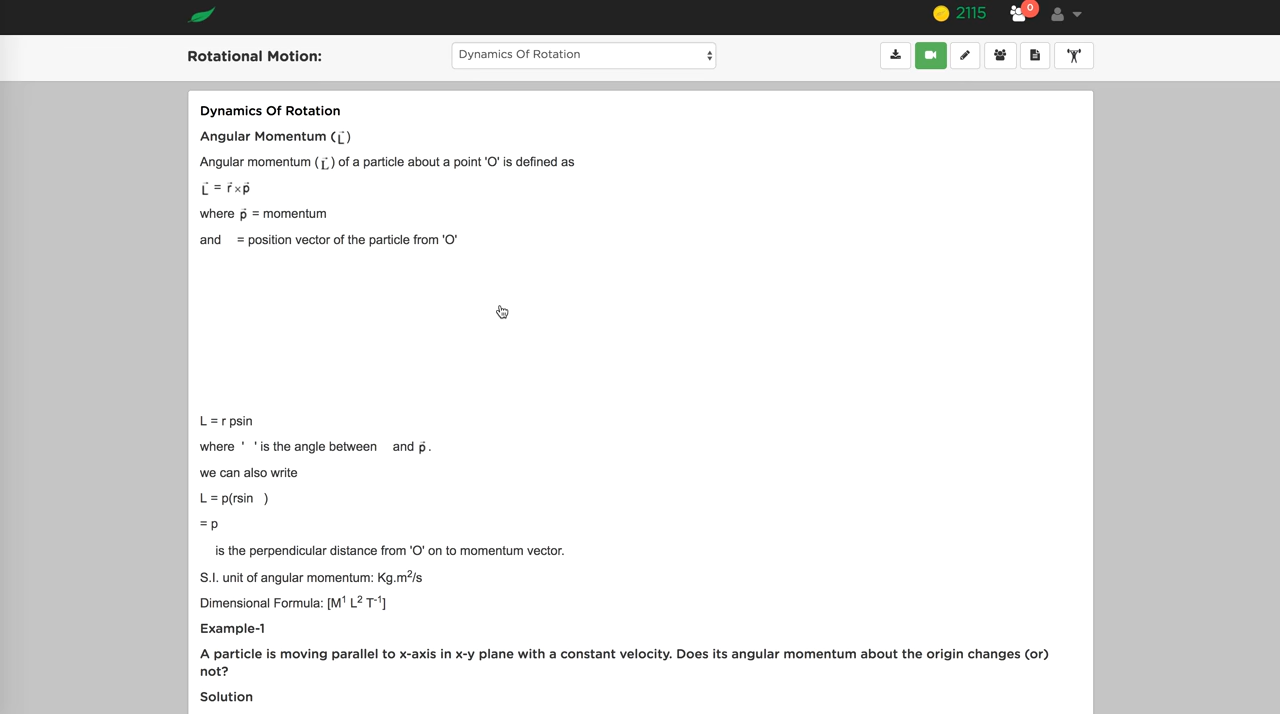 2115
0
Rotational Motion:
Dynamics Of Rotation
Dynamics Of Rotation
Angular Momentum (L⃗)
Angular momentum (L⃗) of a particle about a point 'O' is defined as
L⃗ = r⃗ × p⃗
where p⃗ = momentum
and = position vector of the particle from 'O'
L = r psin
where ' ' is the angle between and p⃗.
we can also write
L = p(rsin )
= p
is the perpendicular distance from 'O' on to momentum vector.
S.I. unit of angular momentum: Kg.m²/s
Dimensional Formula: [M¹ L² T⁻¹]
Example-1
A particle is moving parallel to x-axis in x-y plane with a constant velocity. Does its angular momentum about the origin changes (or)
not?
Solution